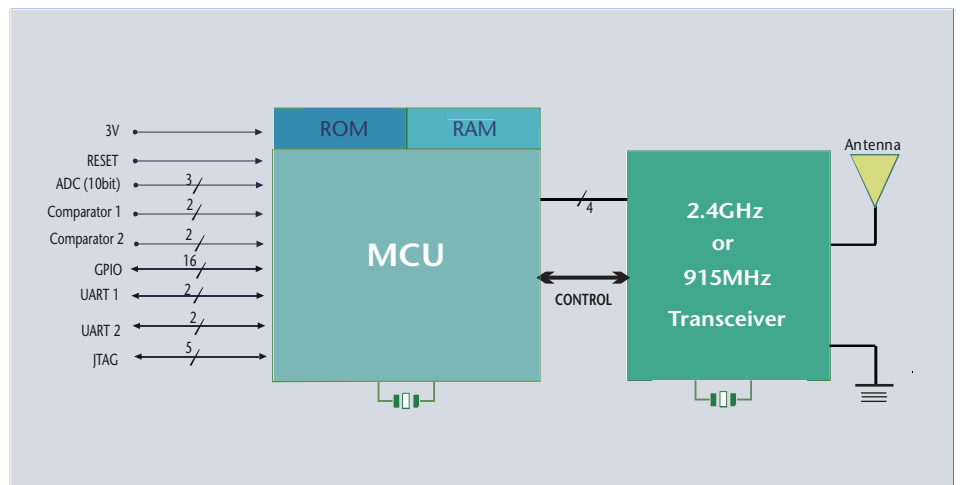 ROM
RAM
3V
RESET
ADC (10bit)
3
Comparator 1
2
Comparator 2
2
GPIO
16
UART 1
2
UART 2
2
JTAG
5
MCU
4
CONTROL
2.4GHz
or
915MHz
Transceiver
Antenna